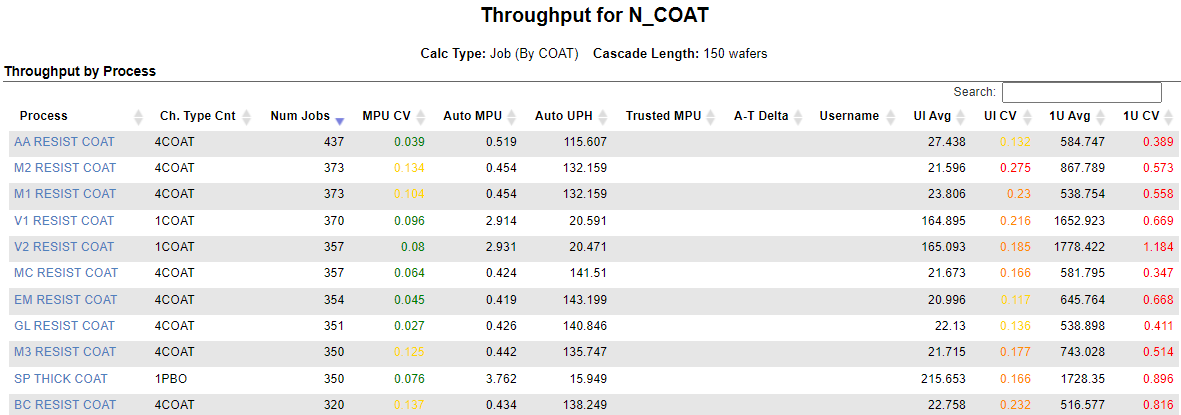 Throughput for N_COAT
Calc Type: Job (By COAT) Cascade Length: 150 wafers
Throughput by Process
Search:
Process Ch. Type Cnt Num Jobs MPU CV Auto MPU Auto UPH Trusted MPU A-T Delta Username UI Avg UI CV 1U Avg 1U CV
AA RESIST COAT 4COAT 437 0.039 0.519 115.607 27.438 0.132 584.747 0.389
M2 RESIST COAT 4COAT 373 0.134 0.454 132.159 21.596 0.275 867.789 0.573
M1 RESIST COAT 4COAT 373 0.104 0.454 132.159 23.806 0.23 538.754 0.558
V1 RESIST COAT 1COAT 370 0.096 2.914 20.591 164.895 0.216 1652.923 0.669
V2 RESIST COAT 1COAT 357 0.08 2.931 20.471 165.093 0.185 1778.422 1.184
MC RESIST COAT 4COAT 357 0.064 0.424 141.51 21.673 0.166 581.795 0.347
EM RESIST COAT 4COAT 354 0.045 0.419 143.199 20.996 0.117 645.764 0.668
GL RESIST COAT 4COAT 351 0.027 0.426 140.846 22.13 0.136 538.898 0.411
M3 RESIST COAT 4COAT 350 0.125 0.442 135.747 21.715 0.177 743.028 0.514
SP THICK COAT 1PBO 350 0.076 3.762 15.949 215.653 0.166 1728.35 0.896
BC RESIST COAT 4COAT 320 0.137 0.434 138.249 22.758 0.232 516.577 0.816